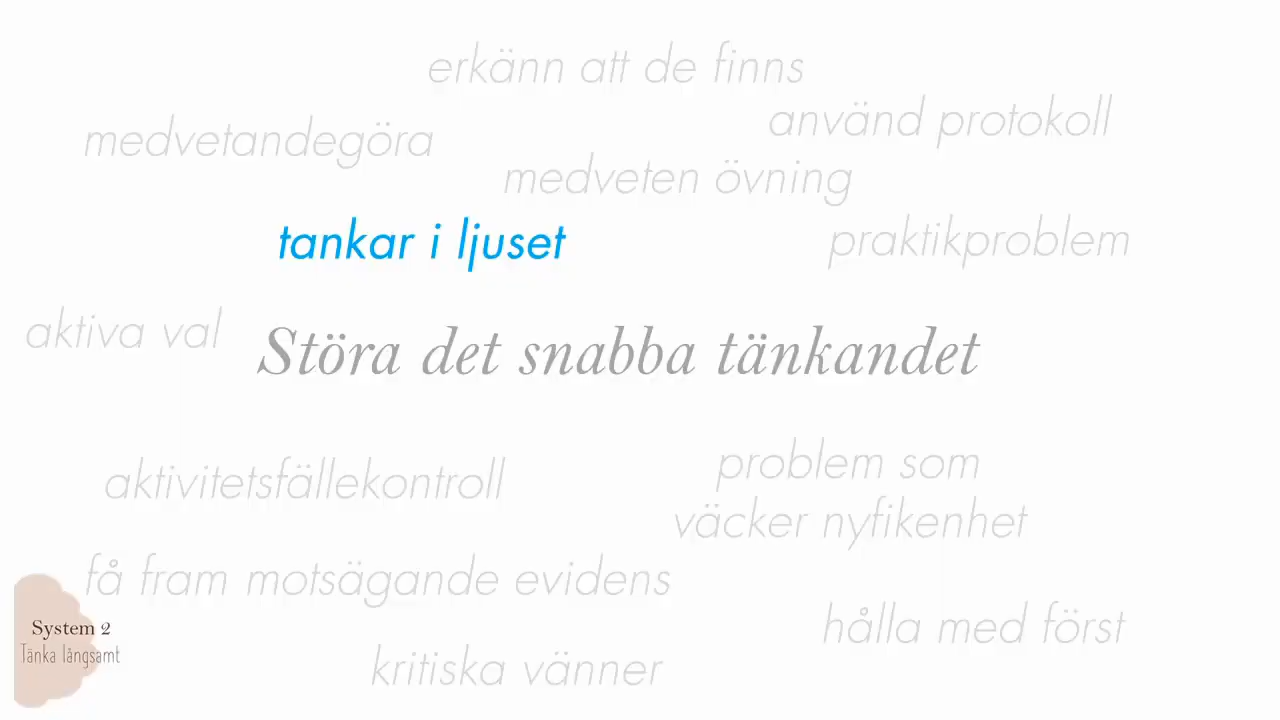 erkänn att de finns
använd protokoll
medvetandegöra
medveten övning
tankar i ljuset
praktikproblem
aktiva val
Störa det snabba tänkandet
problem som
väcker nyfikenhet
aktivitetsfällekontroll
få fram motsägande evidens
hålla med först
System 2
Tänka långsamt
kritiska vänner